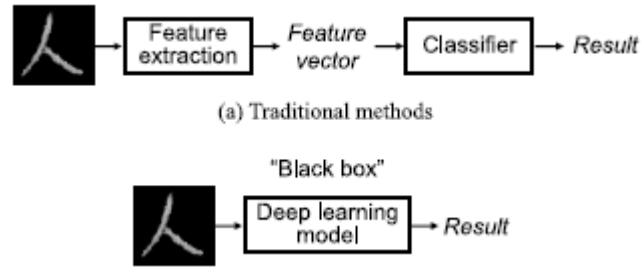 Feature extraction → Feature vector → Classifier → Result
(a) Traditional methods
"Black box"
Deep learning model → Result